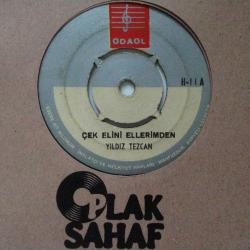 ODAOL
H-11 A
ÇEK ELİNİ ELLERİMDEN
YILDIZ TEZCAN
PLAK
SAHAF